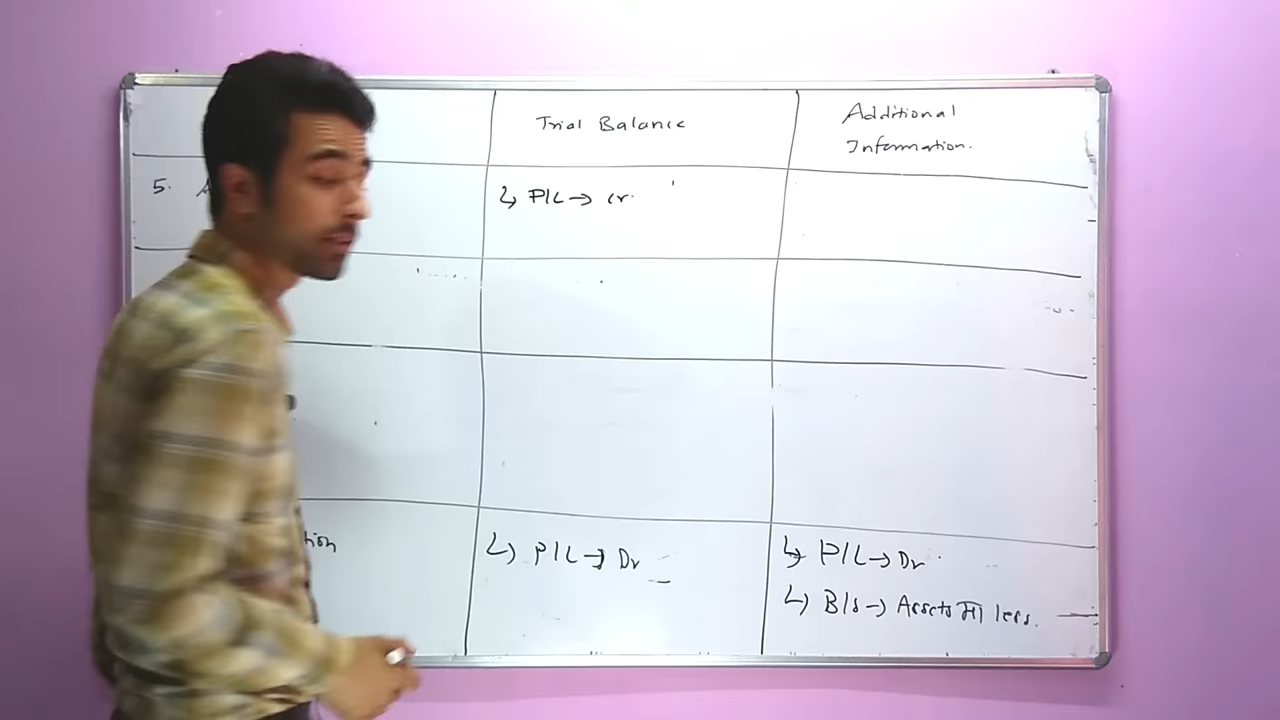 Trial Balance
Additional
Information.
5. A
↳ P/L → Cr.
tion
↳ P/L → Dr
↳ P/L → Dr
↳ B/s → Assets less.